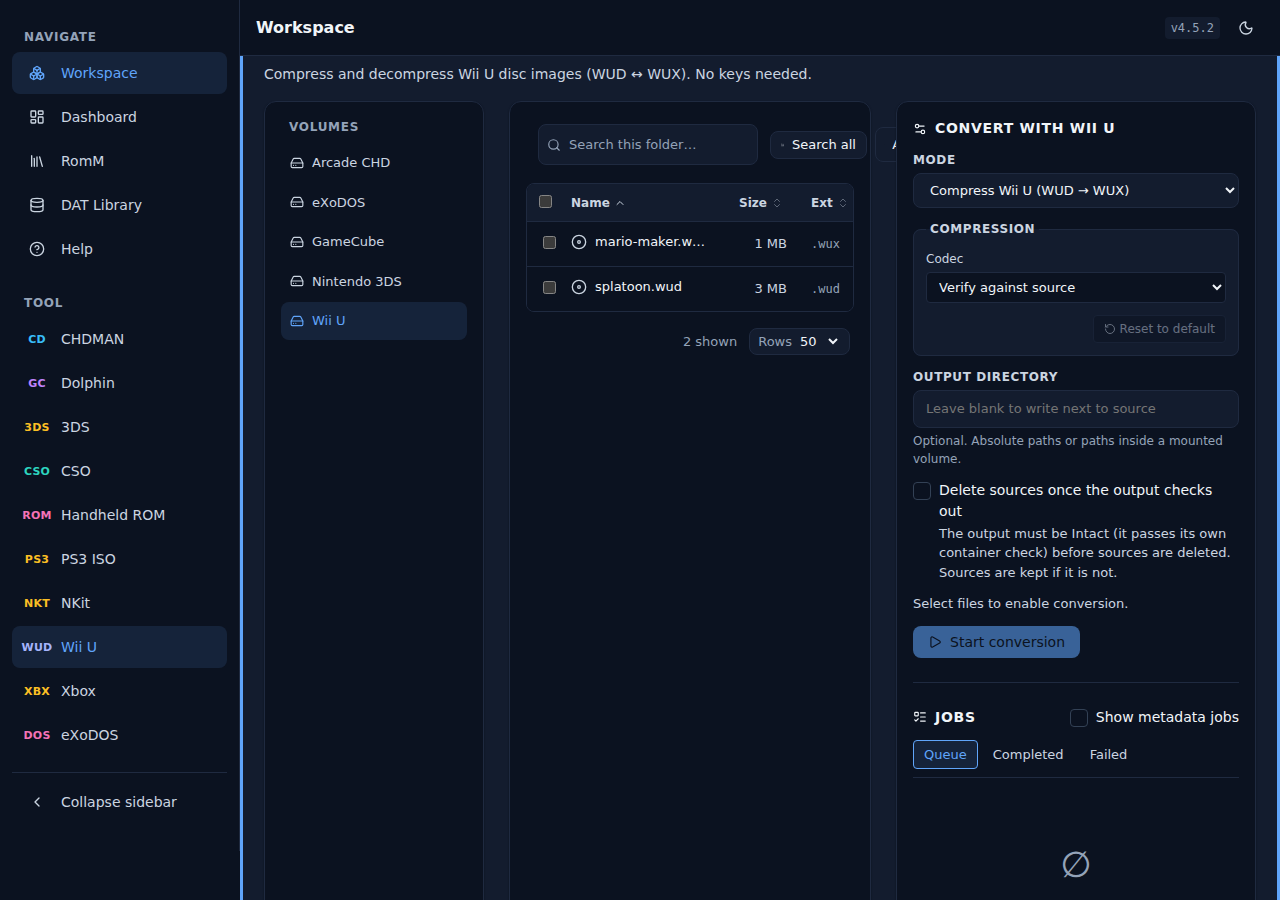 NAVIGATE
Workspace
Dashboard
RomM
DAT Library
Help
TOOL
CD CHDMAN
GC Dolphin
3DS 3DS
CSO CSO
ROM Handheld ROM
PS3 PS3 ISO
NKT NKit
WUD Wii U
XBX Xbox
DOS eXoDOS
Collapse sidebar
Workspace
v4.5.2
Compress and decompress Wii U disc images (WUD ↔ WUX). No keys needed.
VOLUMES
Arcade CHD
eXoDOS
GameCube
Nintendo 3DS
Wii U
Search this folder…
Search all
Name Size Ext
mario-maker.w… 1 MB .wux
splatoon.wud 3 MB .wud
2 shown Rows 50
CONVERT WITH WII U
MODE
Compress Wii U (WUD → WUX)
COMPRESSION
Codec
Verify against source
Reset to default
OUTPUT DIRECTORY
Leave blank to write next to source
Optional. Absolute paths or paths inside a mounted
volume.
Delete sources once the output checks
out
The output must be Intact (it passes its own
container check) before sources are deleted.
Sources are kept if it is not.
Select files to enable conversion.
Start conversion
JOBS
Show metadata jobs
Queue Completed Failed